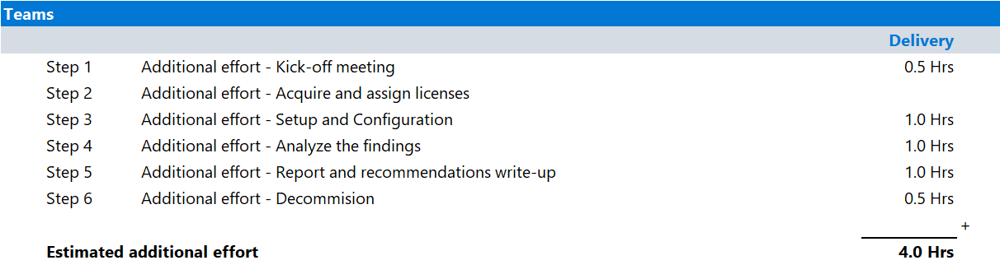 Teams
Delivery
Step 1 Additional effort - Kick-off meeting 0.5 Hrs
Step 2 Additional effort - Acquire and assign licenses
Step 3 Additional effort - Setup and Configuration 1.0 Hrs
Step 4 Additional effort - Analyze the findings 1.0 Hrs
Step 5 Additional effort - Report and recommendations write-up 1.0 Hrs
Step 6 Additional effort - Decommision 0.5 Hrs
+
Estimated additional effort 4.0 Hrs